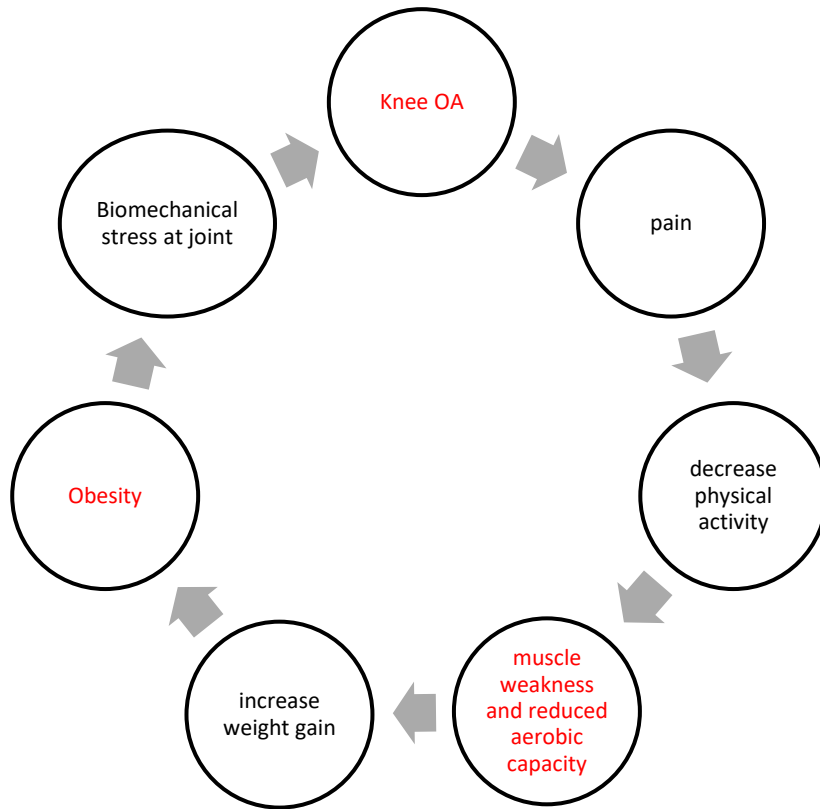 Knee OA
pain
decrease
physical
activity
muscle
weakness
and reduced
aerobic
capacity
increase
weight gain
Obesity
Biomechanical
stress at joint